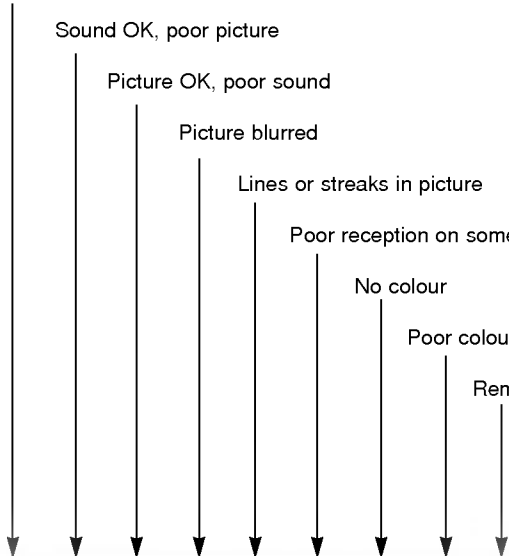 Sound OK, poor picture
Picture OK, poor sound
Picture blurred
Lines or streaks in picture
Poor reception on some
No colour
Poor colou
Rem